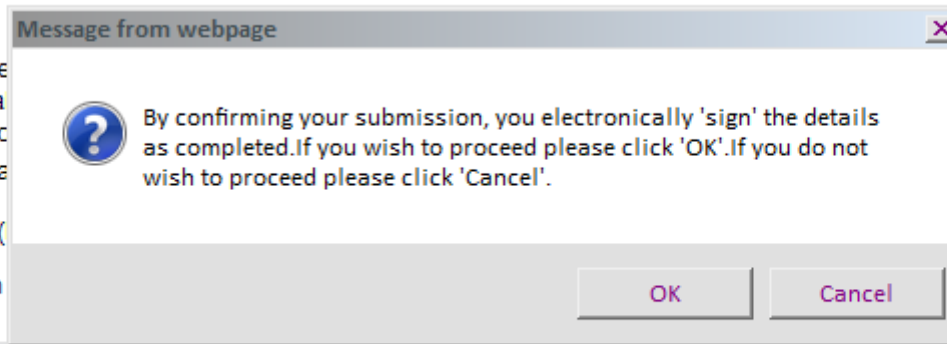 Message from webpage
By confirming your submission, you electronically 'sign' the details
as completed.If you wish to proceed please click 'OK'.If you do not
wish to proceed please click 'Cancel'.
OK
Cancel